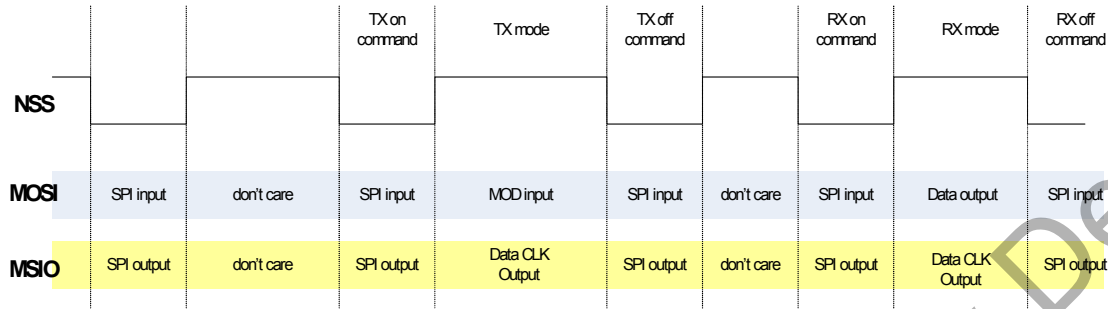 TX on command
TX mode
TX off command
RX on command
RX mode
RX off command
NSS
MOSI
SPI input
don't care
SPI input
MOD input
SPI input
don't care
SPI input
Data output
SPI input
MSIO
SPI output
don't care
SPI output
Data CLK Output
SPI output
don't care
SPI output
Data CLK Output
SPI output